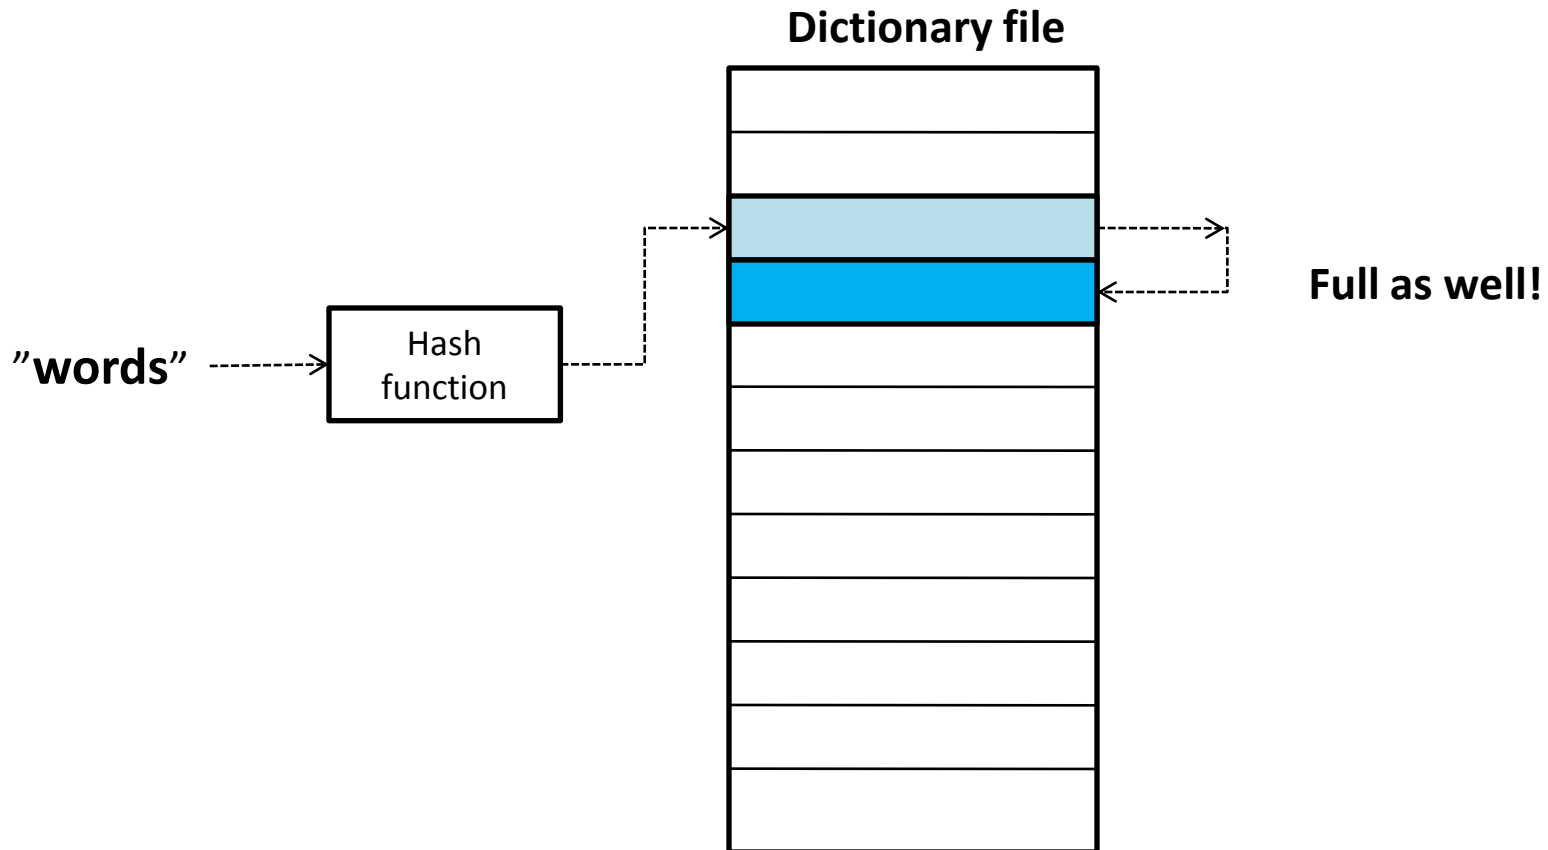 Dictionary file
Full as well!
”words”
Hash
function